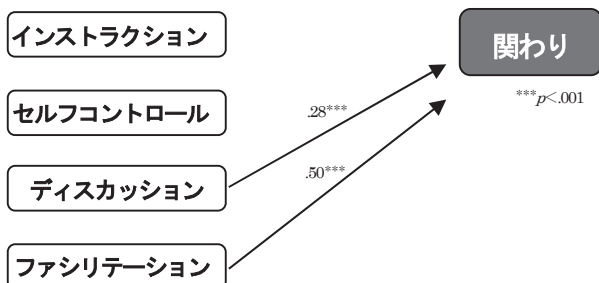 インストラクション
関わり
セルフコントロール
***p<.001
.28***
ディスカッション
.50***
ファシリテーション